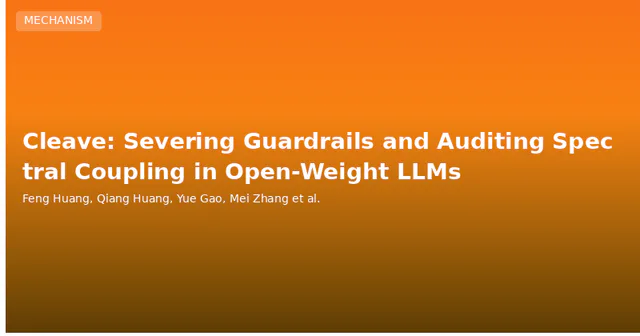 MECHANISM
Cleave: Severing Guardrails and Auditing Spec
tral Coupling in Open-Weight LLMs
Feng Huang, Qiang Huang, Yue Gao, Mei Zhang et al.